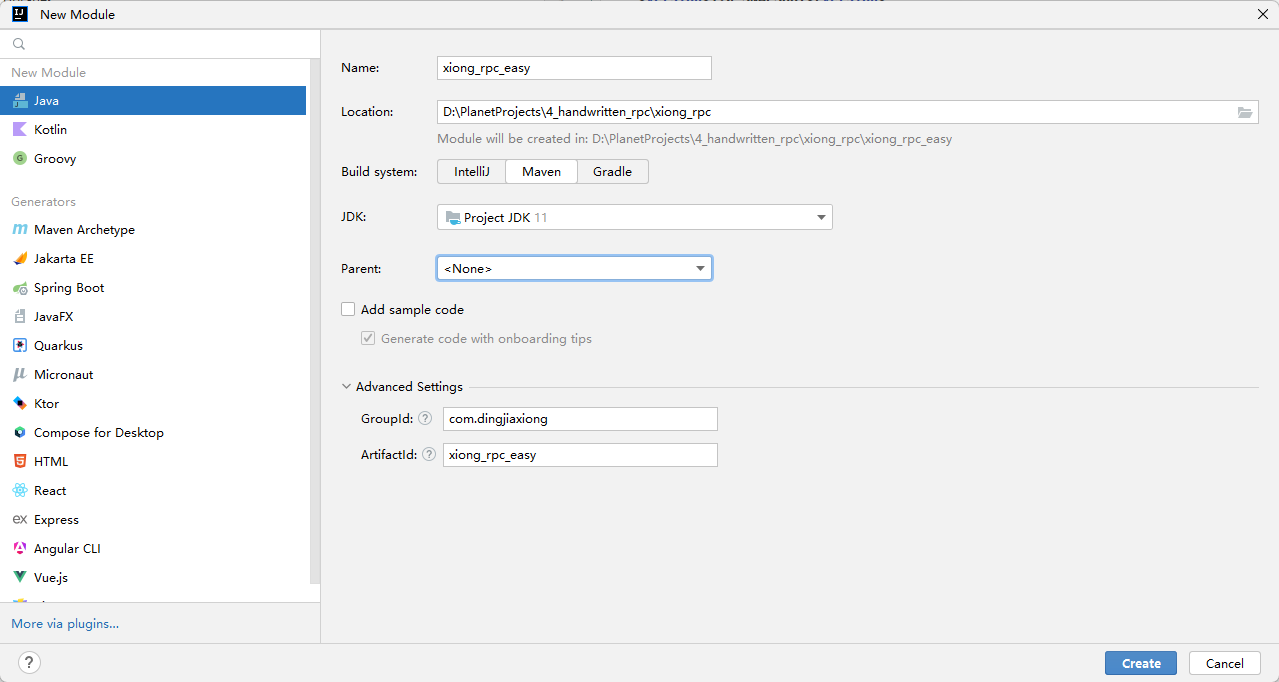 New Module
New Module
Java
Kotlin
G Groovy
Generators
m Maven Archetype
Jakarta EE
Spring Boot
JavaFX
Quarkus
μ Micronaut
Ktor
Compose for Desktop
HTML
React
ex Express
Angular CLI
Vue.js
More via plugins...
Name: xiong_rpc_easy
Location: D:\PlanetProjects\4_handwritten_rpc\xiong_rpc
Module will be created in: D:\PlanetProjects\4_handwritten_rpc\xiong_rpc\xiong_rpc_easy
Build system: IntelliJ Maven Gradle
JDK: Project JDK 11
Parent: <None>
Add sample code
Generate code with onboarding tips
Advanced Settings
GroupId: ? com.dingjiaxiong
ArtifactId: ? xiong_rpc_easy
? Create Cancel